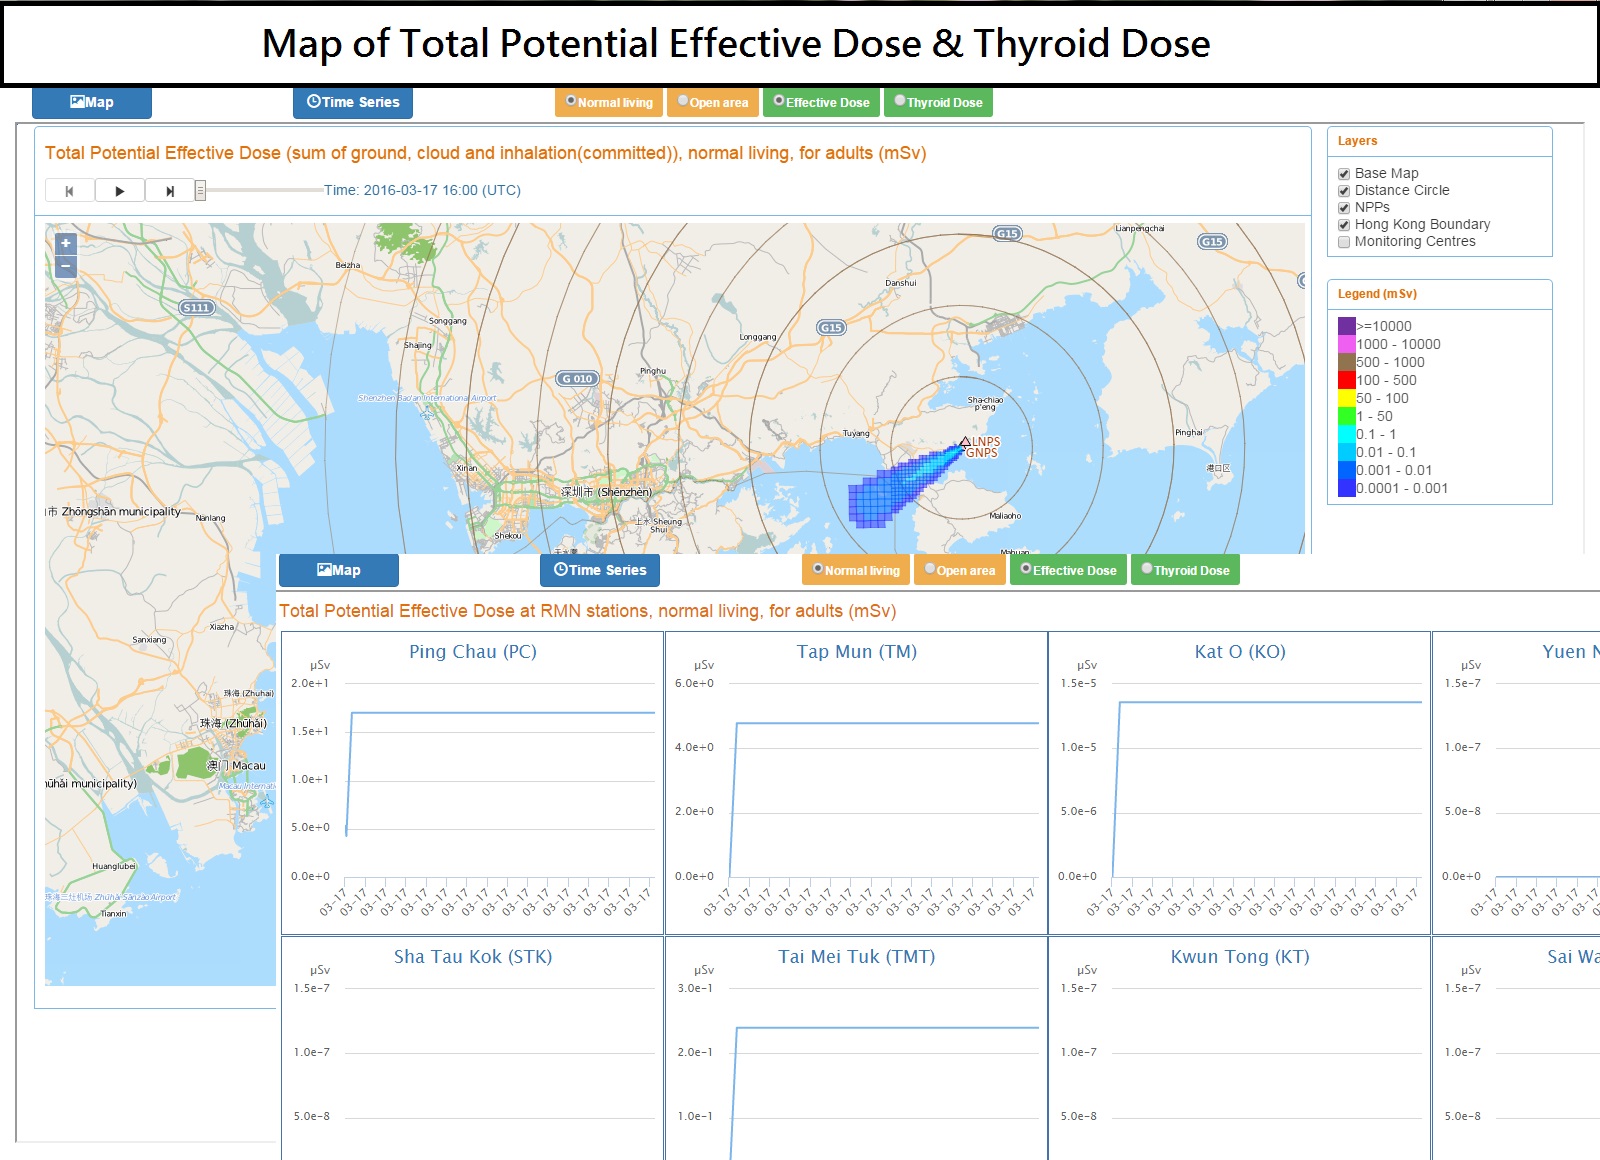 Map of Total Potential Effective Dose & Thyroid Dose
Map
Time Series
Normal living
Open area
Effective Dose
Thyroid Dose
Total Potential Effective Dose (sum of ground, cloud and inhalation(committed)), normal living, for adults (mSv)
Time: 2016-03-17 16:00 (UTC)
Layers
Base Map
Distance Circle
NPPs
Hong Kong Boundary
Monitoring Centres
Legend (mSv)
>=10000
1000 - 10000
500 - 1000
100 - 500
50 - 100
1 - 50
0.1 - 1
0.01 - 0.1
0.001 - 0.01
0.0001 - 0.001
+
−
Lianpengchai
G15
G15
Beizha
Danshui
S111
Songgang
G15
Longgang
Shajing
Pinghu
G 010
Shenzhen Bao'an International Airport
Sha-chiao
p'eng
Tuyang
Pinghai
LNPS
GNPS
Xinan
港口区
深圳市 (Shēnzhèn)
市 Zhōngshān municipality
Nanlang
上水 Sheung
Shui
Maliaoho
Shekou
天水圍
Mahuan
Xiazha
Sanxiang
珠海 (Zhuhai)
珠海 (Zhūhǎi)
澳门 Macau
ūhǎi municipality)
Macau Internati
Huanglübei
珠海三灶机场 Zhūhǎi-Sānzào Airport
Tianxin
Map
Time Series
Normal living
Open area
Effective Dose
Thyroid Dose
Total Potential Effective Dose at RMN stations, normal living, for adults (mSv)
Ping Chau (PC)
µSv
2.0e+1
1.5e+1
1.0e+1
5.0e+0
0.0e+0
03-17 03-17 03-17 03-17 03-17 03-17 03-17 03-17 03-17 03-17 03-17 03-17 03-17 03-17 03-17 03-17
Tap Mun (TM)
µSv
6.0e+0
4.0e+0
2.0e+0
0.0e+0
03-17 03-17 03-17 03-17 03-17 03-17 03-17 03-17 03-17 03-17 03-17 03-17 03-17 03-17 03-17 03-17
Kat O (KO)
µSv
1.5e-5
1.0e-5
5.0e-6
0.0e+0
03-17 03-17 03-17 03-17 03-17 03-17 03-17 03-17 03-17 03-17 03-17 03-17 03-17 03-17 03-17 03-17
Yuen N
µSv
1.5e-7
1.0e-7
5.0e-8
0.0e+0
03-17 03-17 03-17 03-17 03-17
Sha Tau Kok (STK)
µSv
1.5e-7
1.0e-7
5.0e-8
Tai Mei Tuk (TMT)
µSv
3.0e-1
2.0e-1
1.0e-1
Kwun Tong (KT)
µSv
1.5e-7
1.0e-7
5.0e-8
Sai Wa
µSv
1.5e-7
1.0e-7
5.0e-8